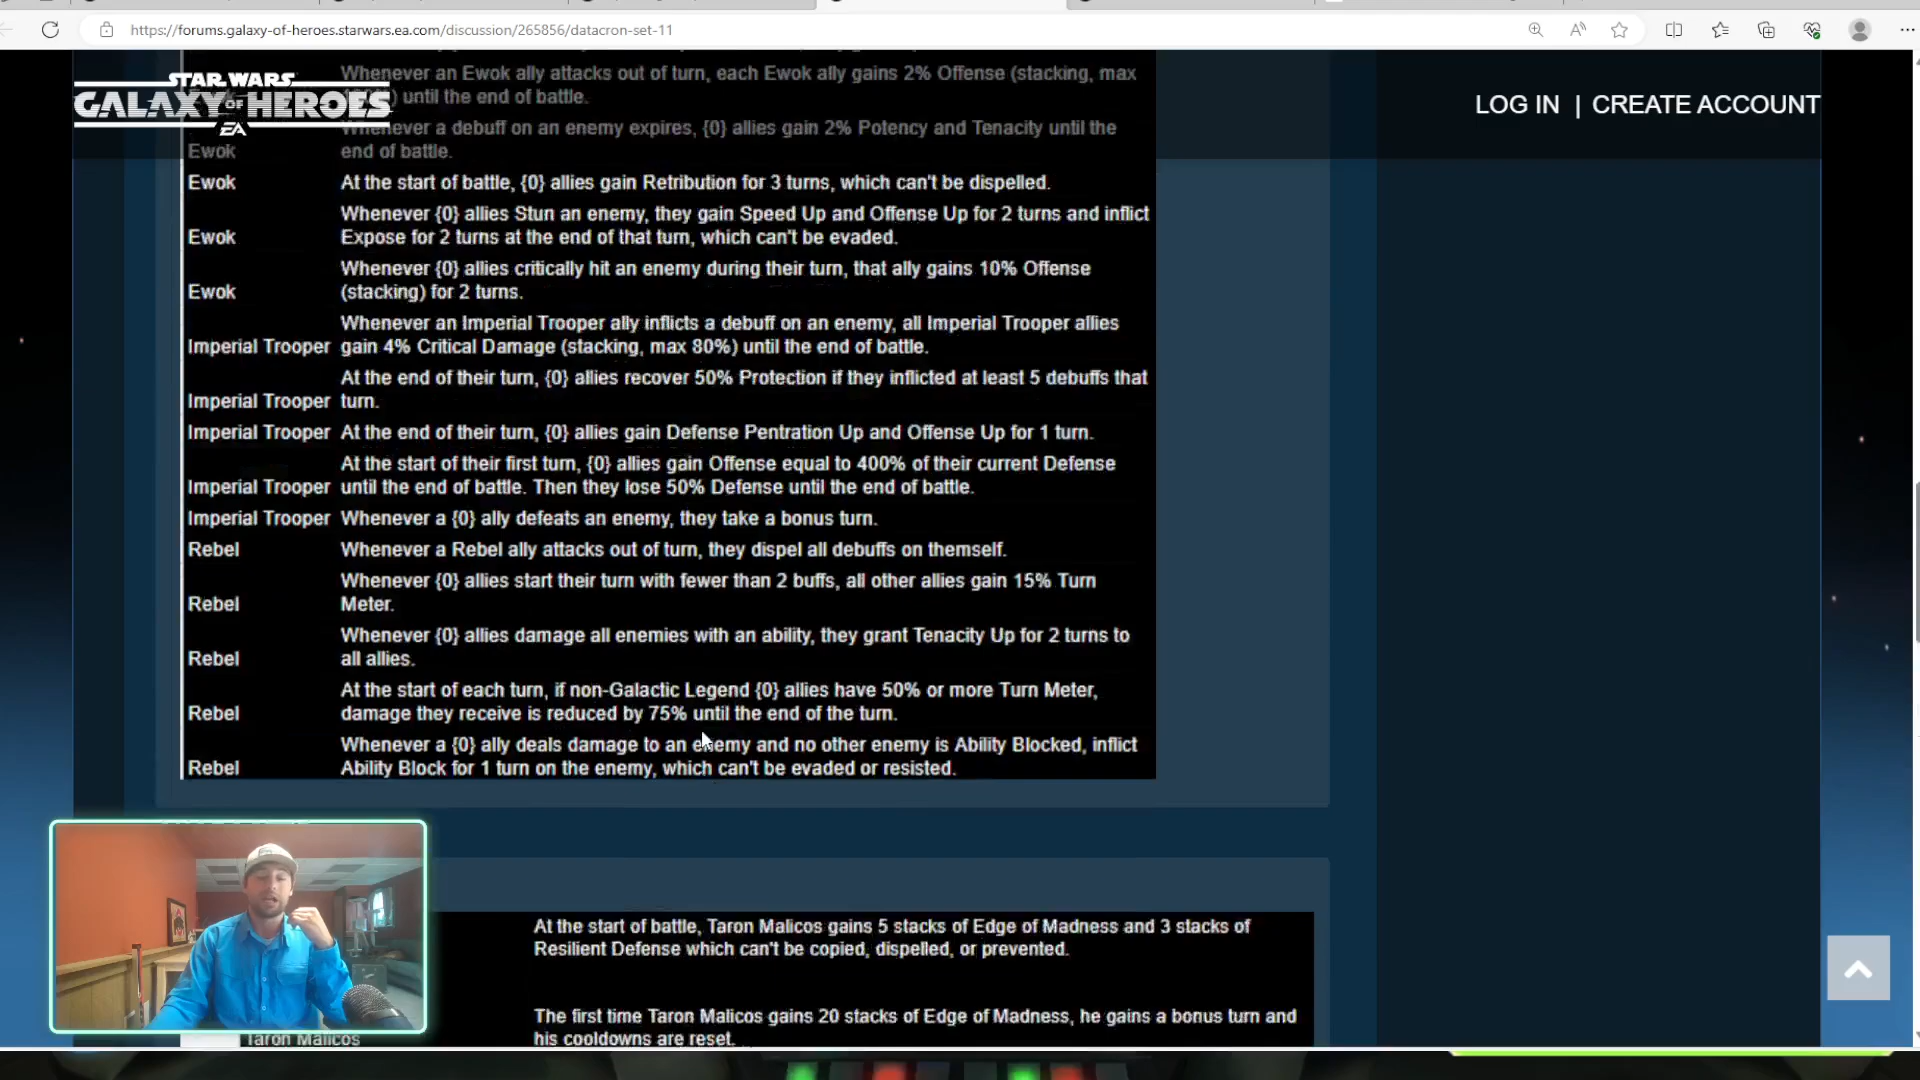 https://forums.galaxy-of-heroes.starwars.ea.com/discussion/265856/datacron-set-11
STAR WARS
GALAXY OF HEROES
EA
LOG IN | CREATE ACCOUNT
Whenever an Ewok ally attacks out of turn, each Ewok ally gains 2% Offense (stacking, max
) until the end of battle.
Whenever a debuff on an enemy expires, {0} allies gain 2% Potency and Tenacity until the
Ewok end of battle.
Ewok At the start of battle, {0} allies gain Retribution for 3 turns, which can't be dispelled.
Whenever {0} allies Stun an enemy, they gain Speed Up and Offense Up for 2 turns and inflict
Ewok Expose for 2 turns at the end of that turn, which can't be evaded.
Whenever {0} allies critically hit an enemy during their turn, that ally gains 10% Offense
Ewok (stacking) for 2 turns.
Whenever an Imperial Trooper ally inflicts a debuff on an enemy, all Imperial Trooper allies
Imperial Trooper gain 4% Critical Damage (stacking, max 80%) until the end of battle.
At the end of their turn, {0} allies recover 50% Protection if they inflicted at least 5 debuffs that
Imperial Trooper turn.
Imperial Trooper At the end of their turn, {0} allies gain Defense Pentration Up and Offense Up for 1 turn.
At the start of their first turn, {0} allies gain Offense equal to 400% of their current Defense
Imperial Trooper until the end of battle. Then they lose 50% Defense until the end of battle.
Imperial Trooper Whenever a {0} ally defeats an enemy, they take a bonus turn.
Rebel Whenever a Rebel ally attacks out of turn, they dispel all debuffs on themself.
Whenever {0} allies start their turn with fewer than 2 buffs, all other allies gain 15% Turn
Rebel Meter.
Whenever {0} allies damage all enemies with an ability, they grant Tenacity Up for 2 turns to
Rebel all allies.
At the start of each turn, if non-Galactic Legend {0} allies have 50% or more Turn Meter,
Rebel damage they receive is reduced by 75% until the end of the turn.
Whenever a {0} ally deals damage to an enemy and no other enemy is Ability Blocked, inflict
Rebel Ability Block for 1 turn on the enemy, which can't be evaded or resisted.
At the start of battle, Taron Malicos gains 5 stacks of Edge of Madness and 3 stacks of
Resilient Defense which can't be copied, dispelled, or prevented.
The first time Taron Malicos gains 20 stacks of Edge of Madness, he gains a bonus turn and
Taron Malicos his cooldowns are reset.